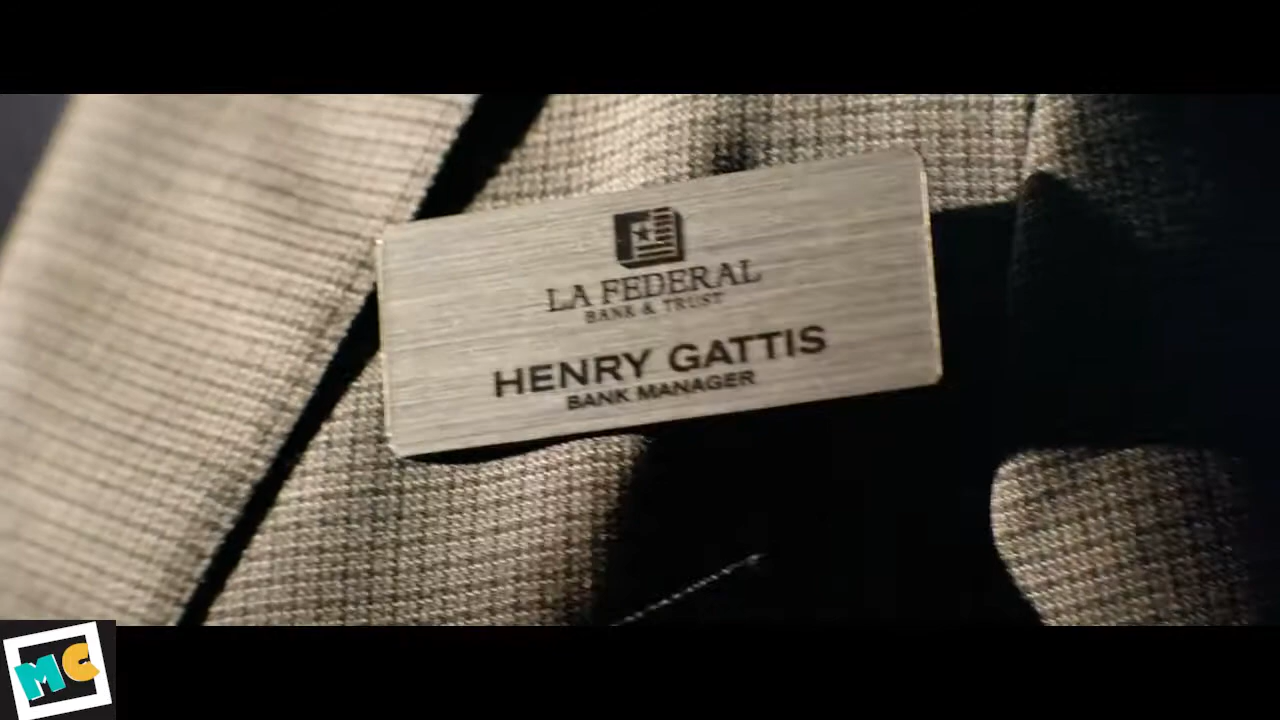 LA FEDERAL
BANK & TRUST
HENRY GATTIS
BANK MANAGER
MC